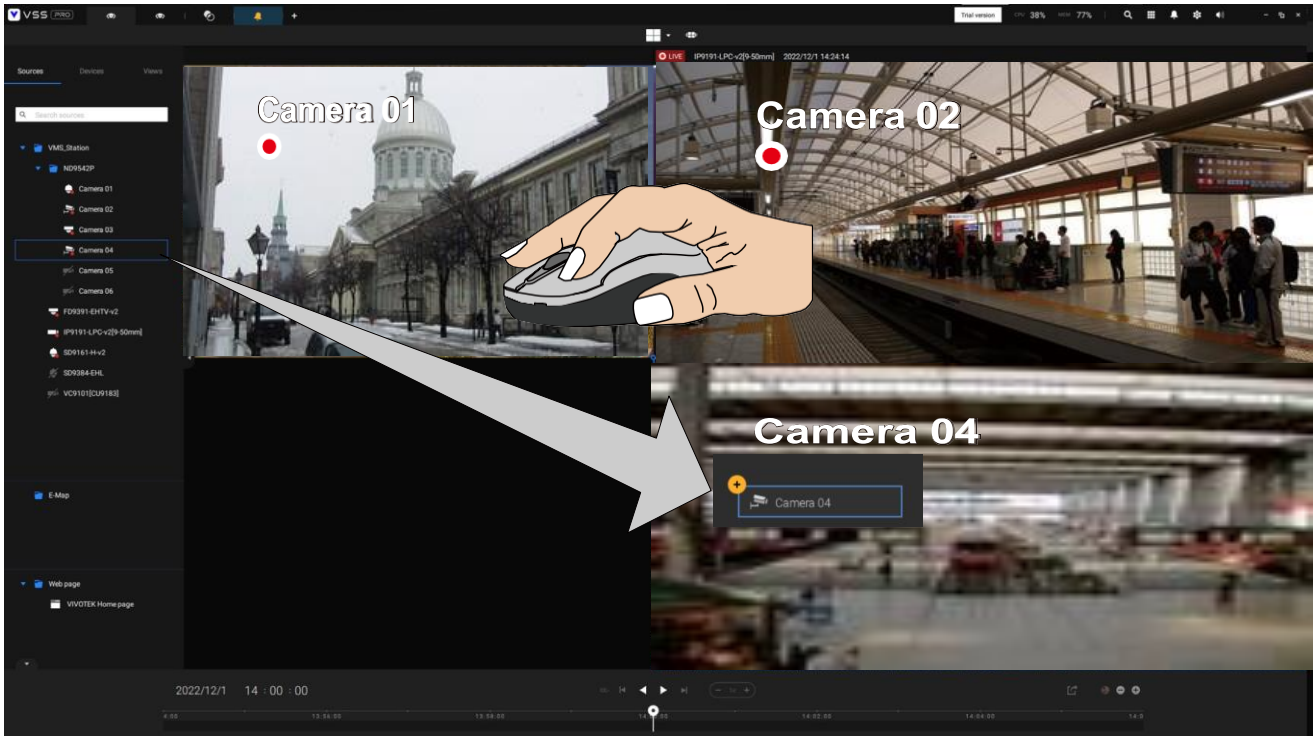 VSS PRO
+
Trial version
CPU 38%
MEM 77%
Sources
Devices
Views
Search sources
VMS_Station
ND9542P
Camera 01
Camera 02
Camera 03
Camera 04
Camera 05
Camera 06
FD9391-EHTV-v2
IP9191-LPC-v2[9-50mm]
SD9161-H-v2
SD9384-EHL
VC9101[CU9183]
E-Map
Web page
VIVOTEK Home page
Camera 01
LIVE IP9191-LPC-v2[9-50mm] 2022/12/1 14:24:14
Camera 02
Camera 04
Camera 04
2022/12/1 14 : 00 : 00
13:56:00
13:58:00
14:02:00
14:04:00